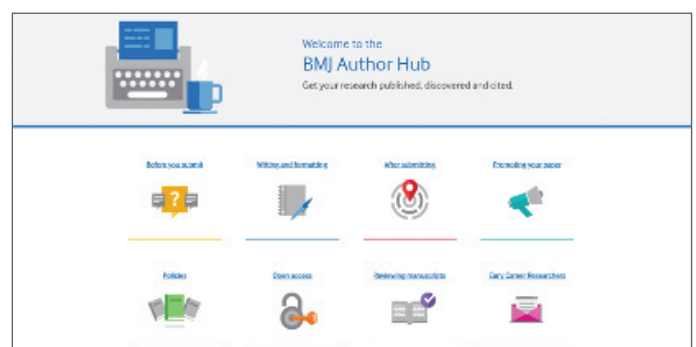 Welcome to the
BMJ Author Hub
Get your research published, discovered and cited.
Before you submit
Writing and formatting
After submitting
Promoting your paper
?
Policies
Open access
Reviewing manuscripts
Early Career Researchers